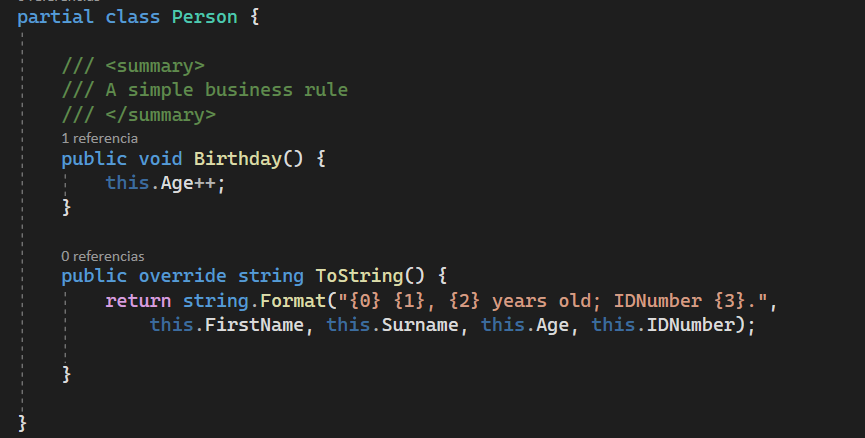 0 referencias
partial class Person {
/// <summary>
/// A simple business rule
/// </summary>
1 referencia
public void Birthday() {
this.Age++;
}
0 referencias
public override string ToString() {
return string.Format("{0} {1}, {2} years old; IDNumber {3}.",
this.FirstName, this.Surname, this.Age, this.IDNumber);
}
}